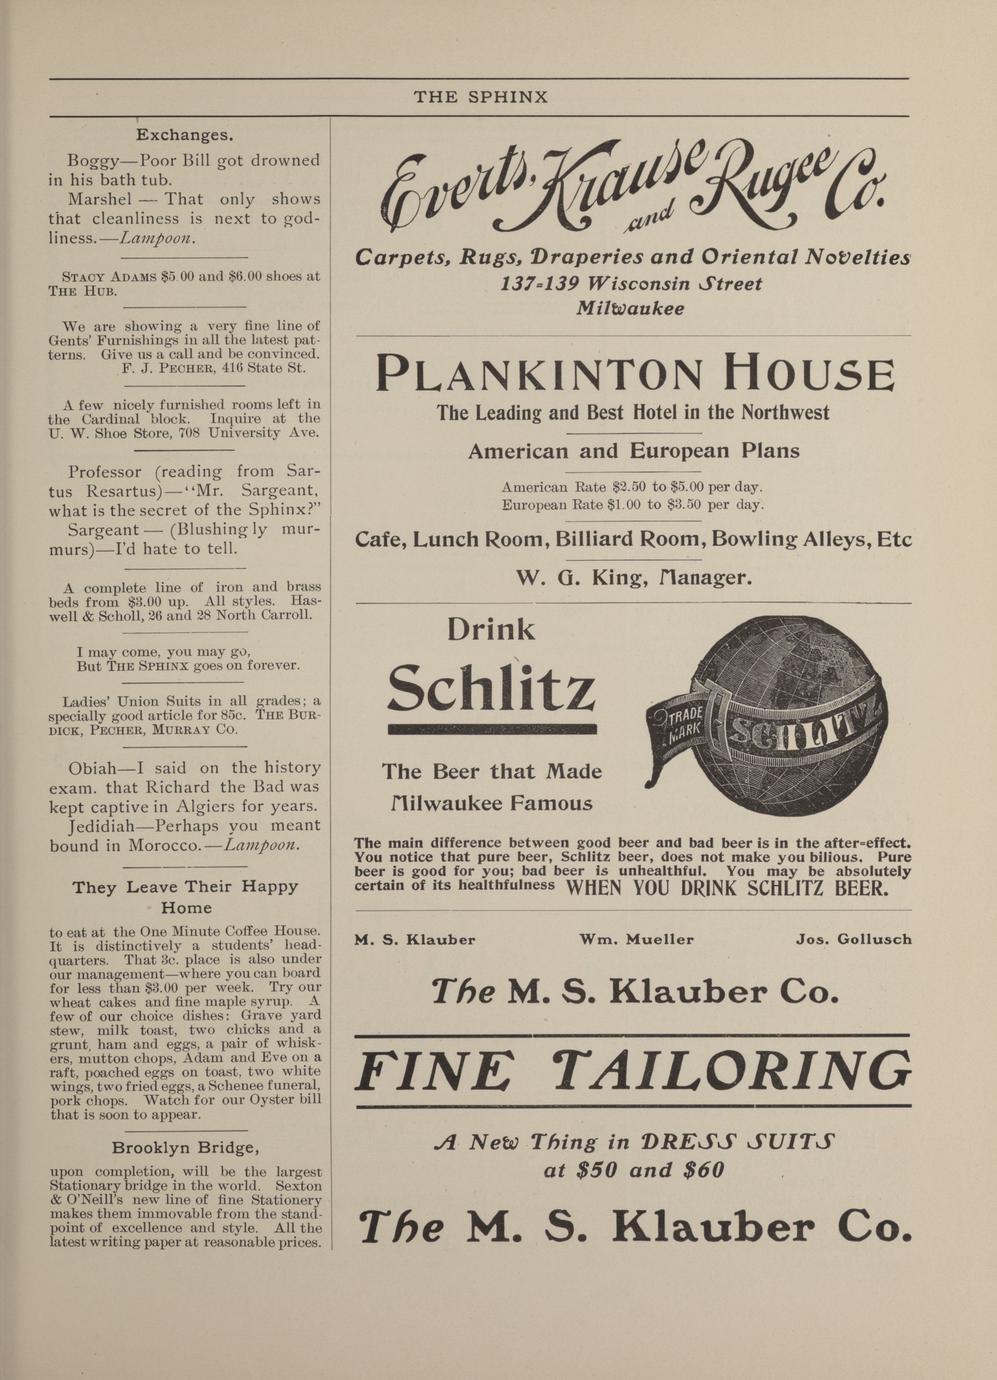 THE SPHINX
Exchanges.
Boggy—Poor Bill got drowned
in his bath tub.
Marshel — That only shows
that cleanliness is next to god-
liness.—Lampoon.
STACY ADAMS $5.00 and $6.00 shoes at
THE HUB.
We are showing a very fine line of
Gents' Furnishings in all the latest pat-
terns. Give us a call and be convinced.
F. J. PECHER, 416 State St.
A few nicely furnished rooms left in
the Cardinal block. Inquire at the
U. W. Shoe Store, 708 University Ave.
Professor (reading from Sar-
tus Resartus)—"Mr. Sargeant,
what is the secret of the Sphinx?"
Sargeant — (Blushingly mur-
murs)—I'd hate to tell.
A complete line of iron and brass
beds from $3.00 up. All styles. Has-
well & Scholl, 26 and 28 North Carroll.
I may come, you may go,
But THE SPHINX goes on forever.
Ladies' Union Suits in all grades; a
specially good article for 85c. THE BUR-
DICK, PECHER, MURRAY CO.
Obiah—I said on the history
exam. that Richard the Bad was
kept captive in Algiers for years.
Jedidiah—Perhaps you meant
bound in Morocco.—Lampoon.
They Leave Their Happy
Home
to eat at the One Minute Coffee House.
It is distinctively a students' head-
quarters. That 3c. place is also under
our management—where you can board
for less than $3.00 per week. Try our
wheat cakes and fine maple syrup. A
few of our choice dishes: Grave yard
stew, milk toast, two chicks and a
grunt, ham and eggs, a pair of whisk-
ers, mutton chops, Adam and Eve on a
raft, poached eggs on toast, two white
wings, two fried eggs, a Schenee funeral,
pork chops. Watch for our Oyster bill
that is soon to appear.
Brooklyn Bridge,
upon completion, will be the largest
Stationary bridge in the world. Sexton
& O'Neill's new line of fine Stationery
makes them immovable from the stand-
point of excellence and style. All the
latest writing paper at reasonable prices.
Everts, Krause and Rugee Co.
Carpets, Rugs, Draperies and Oriental Novelties
137-139 Wisconsin Street
Milwaukee
PLANKINTON HOUSE
The Leading and Best Hotel in the Northwest
American and European Plans
American Rate $2.50 to $5.00 per day.
European Rate $1.00 to $3.50 per day.
Cafe, Lunch Room, Billiard Room, Bowling Alleys, Etc
W. G. King, Manager.
Drink
Schlitz
The Beer that Made
Milwaukee Famous
TRADE
MARK
SCHLITZ
The main difference between good beer and bad beer is in the after-effect.
You notice that pure beer, Schlitz beer, does not make you bilious. Pure
beer is good for you; bad beer is unhealthful. You may be absolutely
certain of its healthfulness WHEN YOU DRINK SCHLITZ BEER.
M. S. Klauber Wm. Mueller Jos. Gollusch
The M. S. Klauber Co.
FINE TAILORING
A New Thing in DRESS SUITS
at $50 and $60
The M. S. Klauber Co.